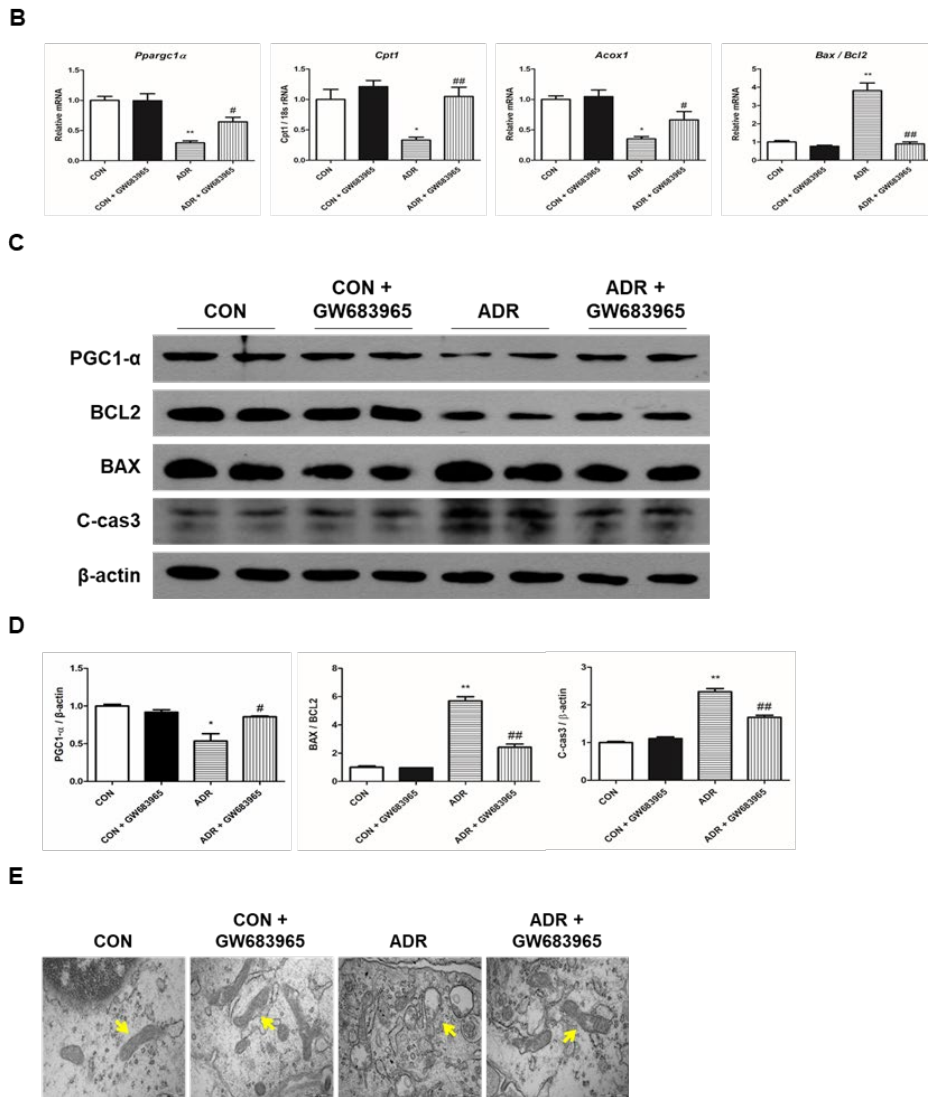 B
Ppargc1α
Cpt1
Acox1
Bax / Bcl2
Relative mRNA
1.5
1.0
0.5
0.0
**
#
CON
CON + GW683965
ADR
ADR + GW683965
Cpt1 / 18s rRNA
1.5
1.0
0.5
0.0
*
##
CON
CON + GW683965
ADR
ADR + GW683965
Relative mRNA
1.5
1.0
0.5
0.0
*
#
CON
CON + GW683965
ADR
ADR + GW683965
Relative mRNA
5
4
3
2
1
0
**
##
CON
CON + GW683965
ADR
ADR + GW683965
C
CON
CON +
GW683965
ADR
ADR +
GW683965
PGC1-α
BCL2
BAX
C-cas3
β-actin
D
PGC1-α / β-actin
1.5
1.0
0.5
0.0
*
#
CON
CON + GW683965
ADR
ADR + GW683965
BAX / BCL2
8
6
4
2
0
**
##
CON
CON + GW683965
ADR
ADR + GW683965
C-cas3 / β-actin
3
2
1
0
**
##
CON
CON + GW683965
ADR
ADR + GW683965
E
CON
CON +
GW683965
ADR
ADR +
GW683965